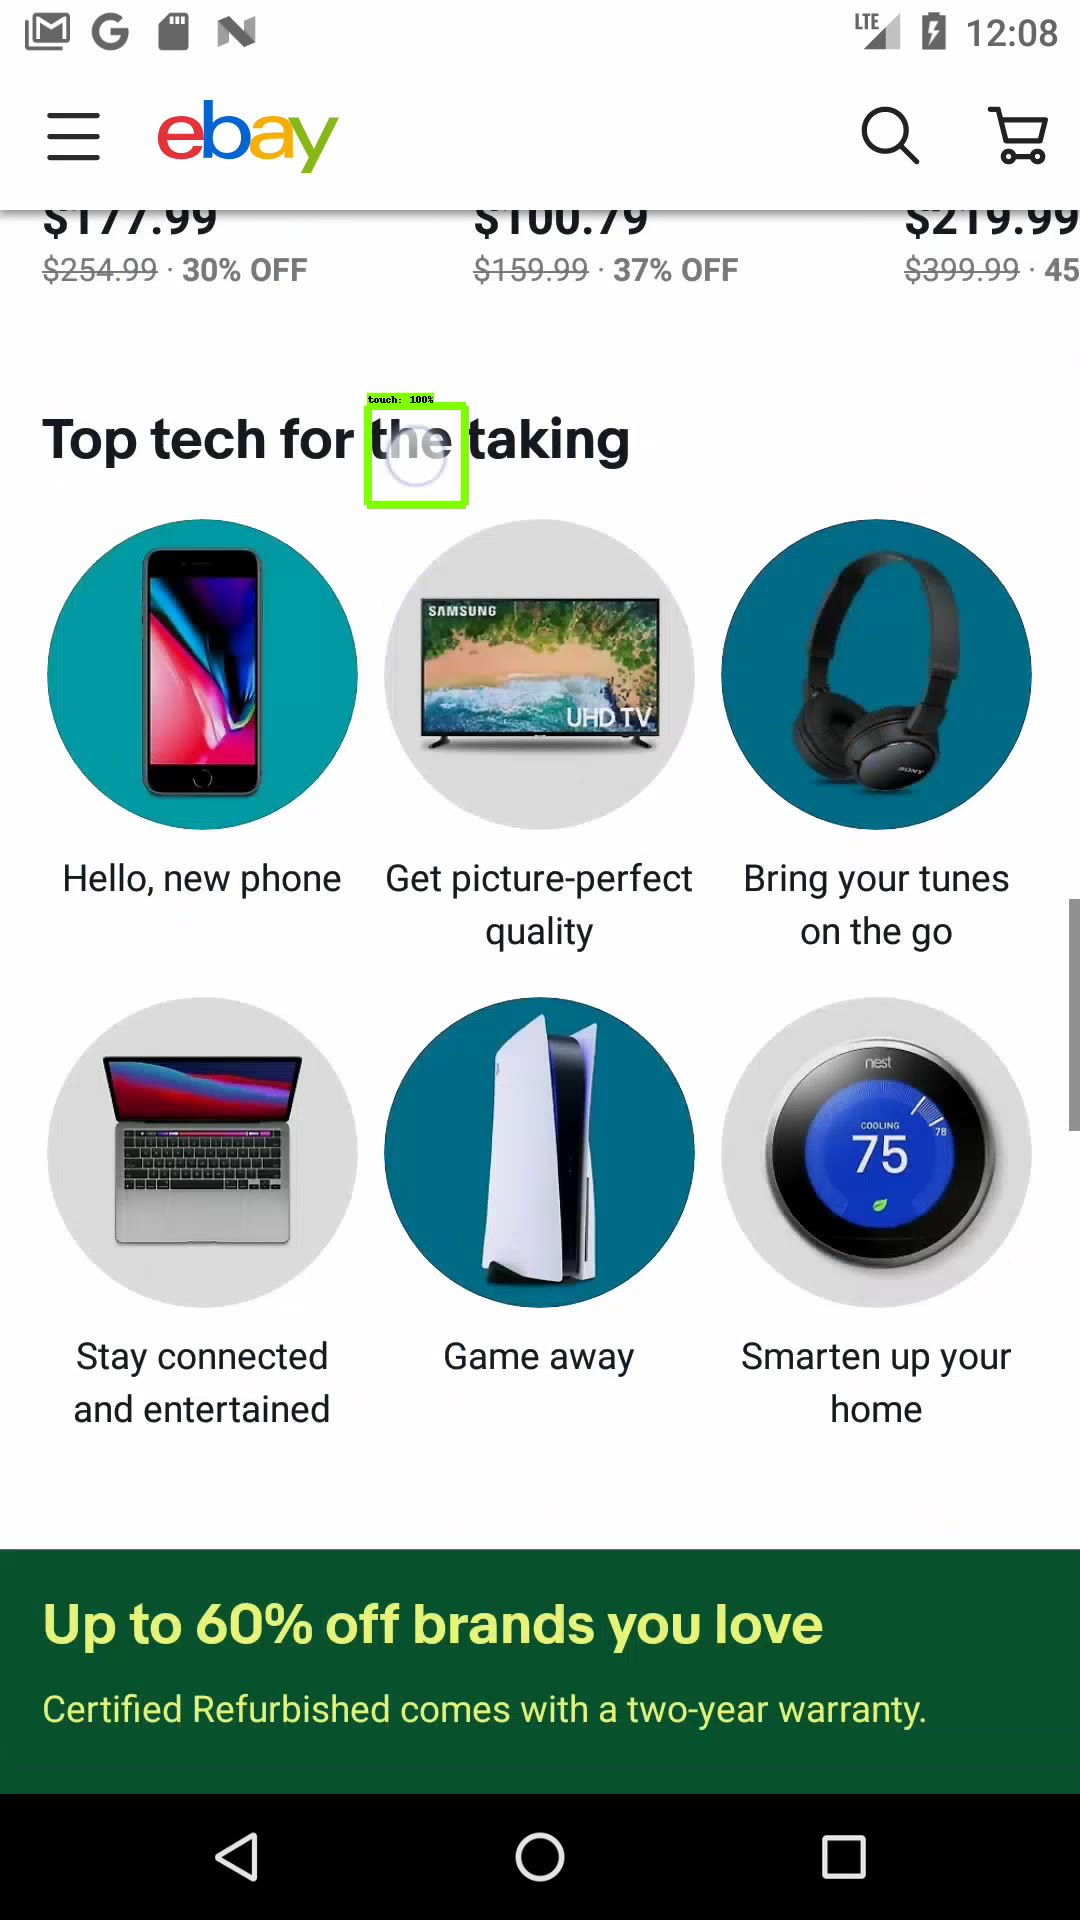 LTE 12:08
ebay
$177.99 $100.79 $219.99
$254.99 · 30% OFF $159.99 · 37% OFF $399.99 · 45
touch: 100%
Top tech for the taking
SAMSUNG
UHD TV
SONY
Hello, new phone
Get picture-perfect
quality
Bring your tunes
on the go
nest
COOLING
78
75
Stay connected
and entertained
Game away
Smarten up your
home
Up to 60% off brands you love
Certified Refurbished comes with a two-year warranty.